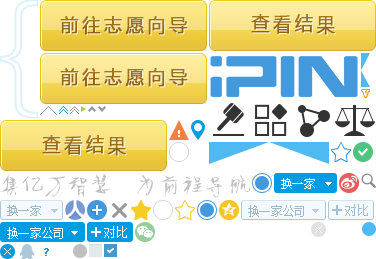 前往志愿向导
查看结果
前往志愿向导
iPIN
查看结果
集亿万智慧 为前程导航
换一家
换一家
换一家公司
+对比
换一家公司
+对比
?